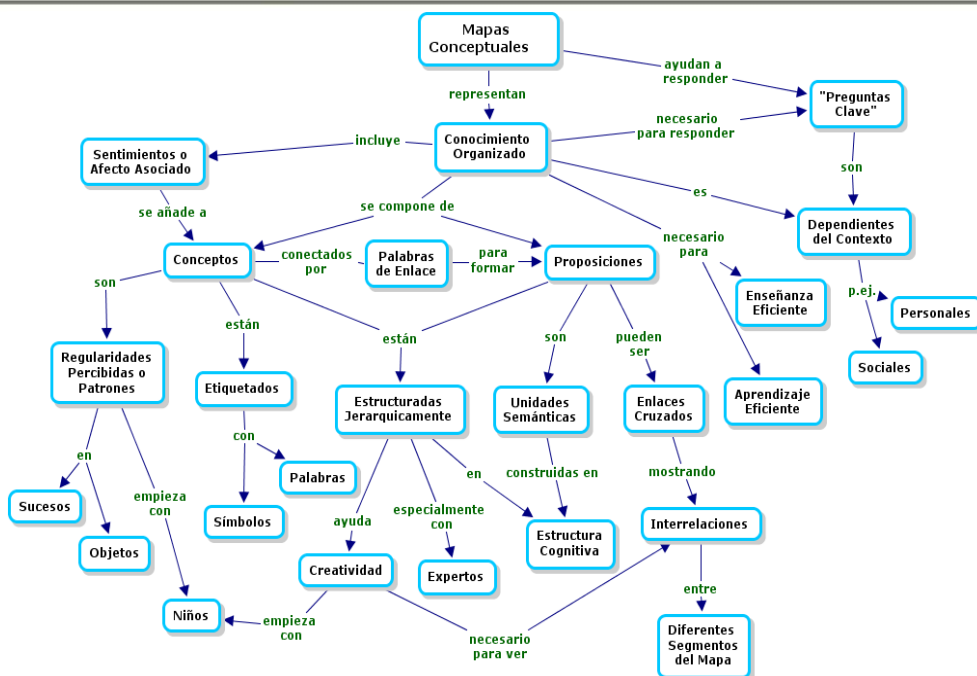 Mapas
Conceptuales
ayudan a
responder
representan
"Preguntas
Clave"
necesario
para responder
Conocimiento
Organizado
incluye
Sentimientos o
Afecto Asociado
son
es
se compone de
se añade a
Dependientes
del Contexto
necesario
para
Conceptos
conectados
por
Palabras
de Enlace
para
formar
Proposiciones
son
Enseñanza
Eficiente
p.ej.
Personales
están
están
son
pueden
ser
Regularidades
Percibidas o
Patrones
Sociales
Etiquetados
Estructuradas
Jerarquicamente
Unidades
Semánticas
Enlaces
Cruzados
Aprendizaje
Eficiente
con
en
Palabras
en
construidas en
mostrando
Sucesos
empieza
con
Símbolos
ayuda
especialmente
con
Interrelaciones
Objetos
Estructura
Cognitiva
Creatividad
Expertos
entre
Niños
empieza
con
necesario
para ver
Diferentes
Segmentos
del Mapa